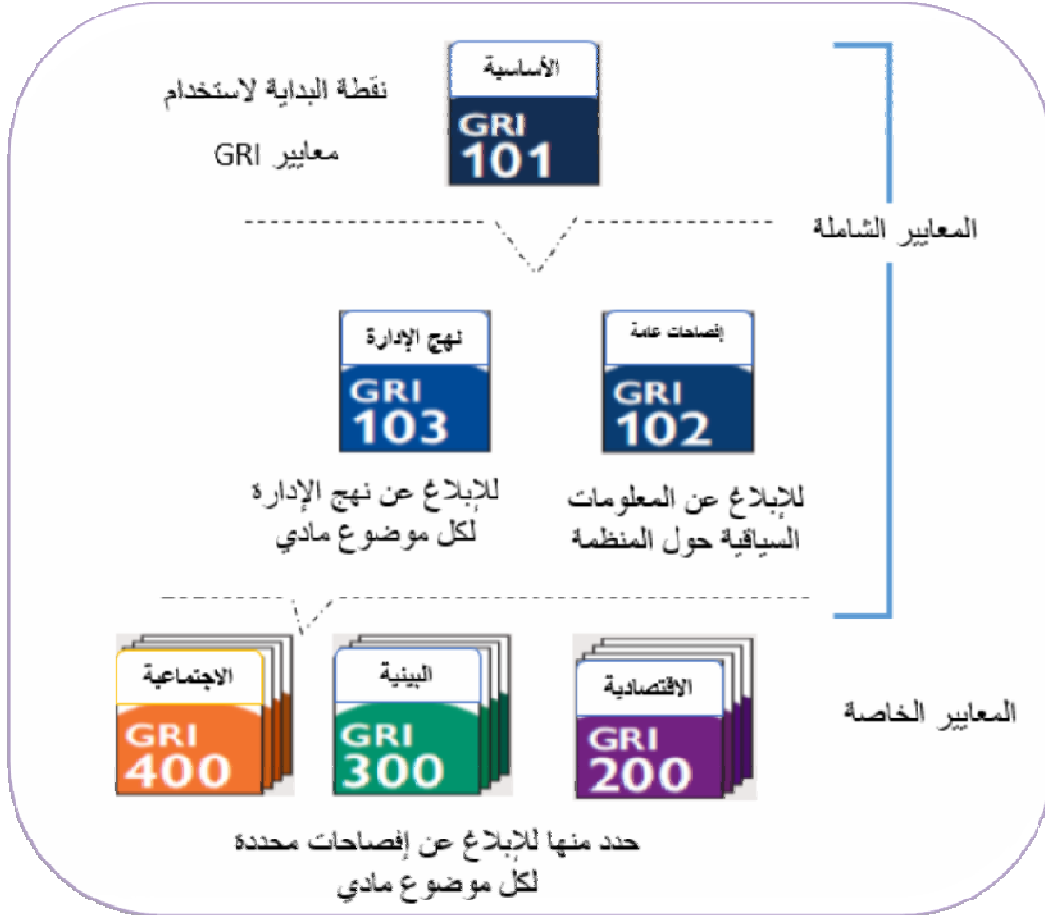 الأساسية
GRI
101
نقطة البداية لاستخدام
معايير GRI
المعايير الشاملة
إفصاحات عامة
GRI
102
للإبلاغ عن المعلومات
السياقية حول المنظمة
نهج الإدارة
GRI
103
للإبلاغ عن نهج الإدارة
لكل موضوع مادي
المعايير الخاصة
الاقتصادية
GRI
200
البيئية
GRI
300
الاجتماعية
GRI
400
حدد منها للإبلاغ عن إفصاحات محددة
لكل موضوع مادي